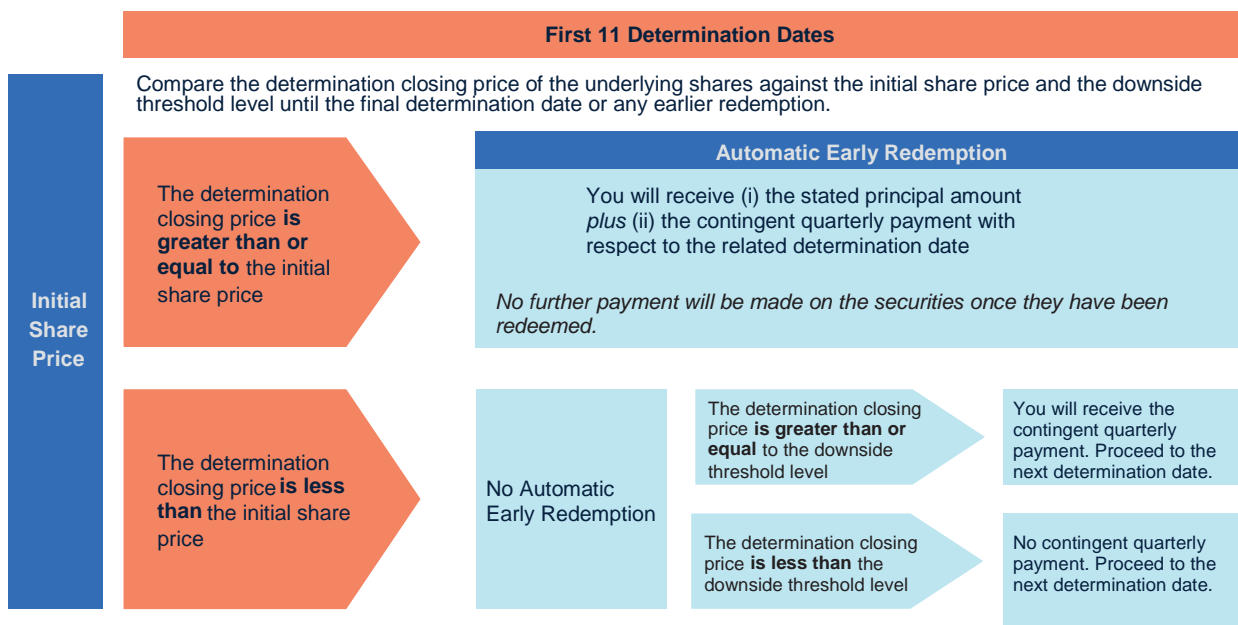 First 11 Determination Dates
Compare the determination closing price of the underlying shares against the initial share price and the downside
threshold level until the final determination date or any earlier redemption.
Initial
Share
Price
The determination
closing price is
greater than or
equal to the initial
share price
Automatic Early Redemption
You will receive (i) the stated principal amount
plus (ii) the contingent quarterly payment with
respect to the related determination date
No further payment will be made on the securities once they have been
redeemed.
The determination
closing price is less
than the initial share
price
No Automatic
Early Redemption
The determination closing
price is greater than or
equal to the downside
threshold level
You will receive the
contingent quarterly
payment. Proceed to the
next determination date.
The determination closing
price is less than the
downside threshold level
No contingent quarterly
payment. Proceed to the
next determination date.